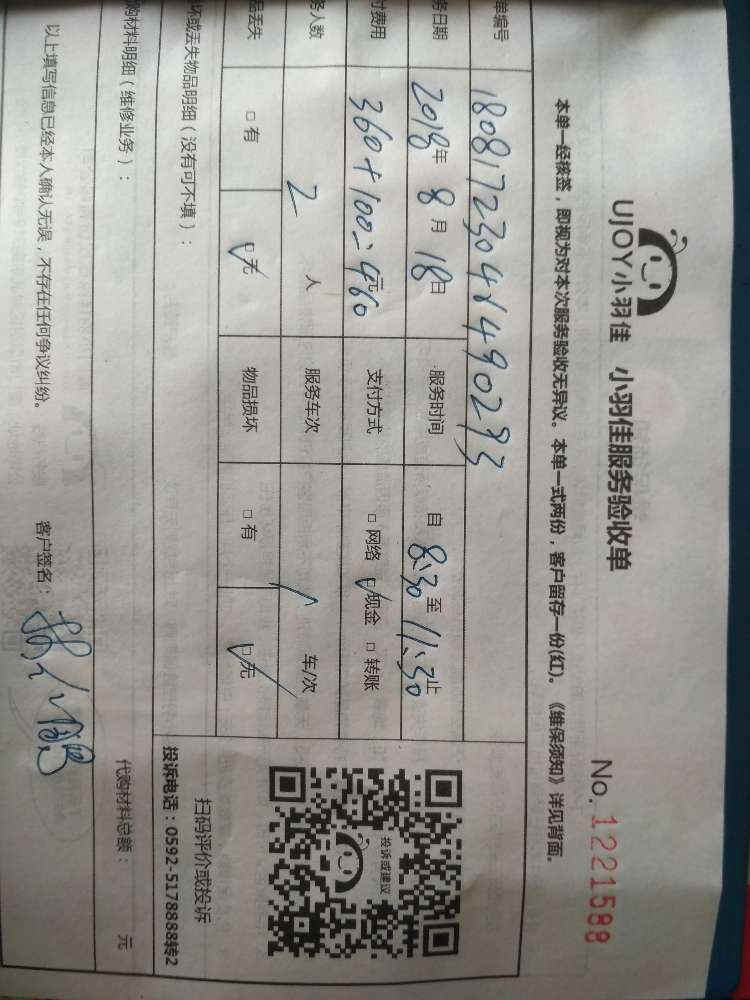 UJOY小羽佳 小羽佳服务验收单
No. 1221588
本单一经核签，即视为对本次服务验收无异议。本单一式两份，客户留存一份(红)。《维保须知》详见背面。
单编号
务日期 2018年8月18日 服务时间 自8:30至11:30止
付费用 360+100=460元 支付方式 □网络 ☑现金 □转账
务人数 2人 服务车次 1车/次
品丢失 □有 ☑无 物品损坏 □有 ☑无
投诉或建议
扫码评价或投诉
投诉电话：0592-5178888转2
坏或丢失物品明细（没有可不填）：
购材料明细（维修业务）： 代购材料总额： 元
以上填写信息已经本人确认无误，不存在任何争议纠纷。 客户签名：